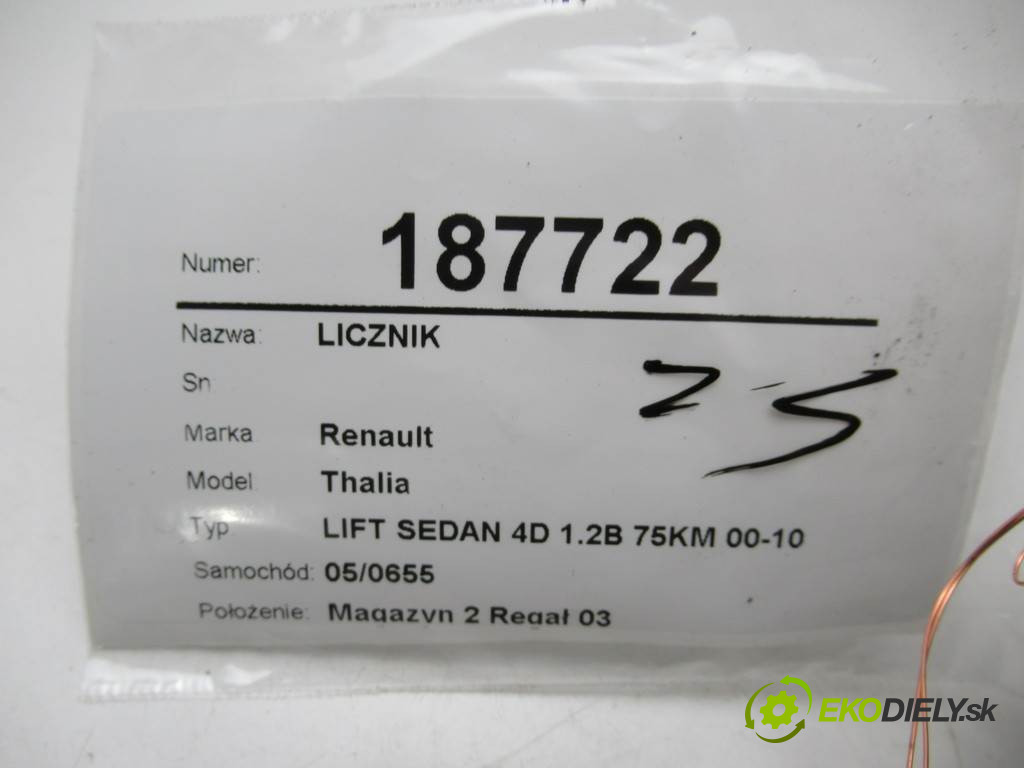 Numer: 187722
Nazwa: LICZNIK
Sn
25
Marka Renault
Model Thalia
Typ LIFT SEDAN 4D 1.2B 75KM 00-10
Samochód: 05/0655
Położenie: Magazyn 2 Regał 03
EKODIELY.sk